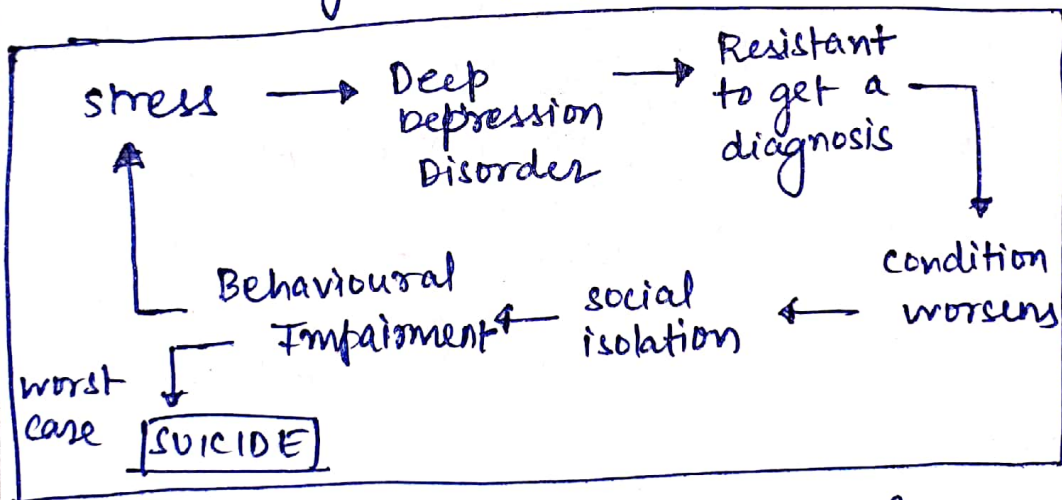 stress
Deep
Depression
Disorder
Resistant
to get a
diagnosis
condition
worsens
social
isolation
Behavioural
Impairment
worst
case
SUICIDE